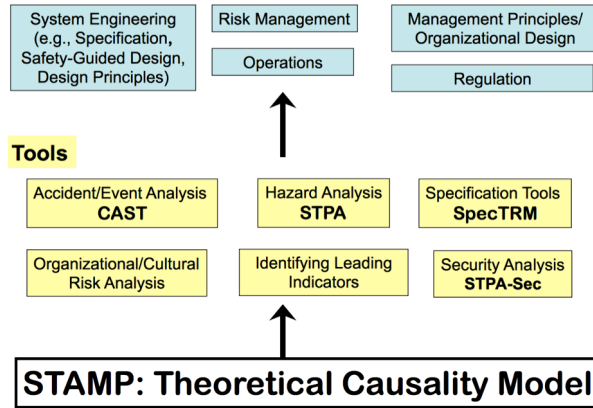 System Engineering
(e.g., Specification,
Safety-Guided Design,
Design Principles)
Risk Management
Operations
Management Principles/
Organizational Design
Regulation
Tools
Accident/Event Analysis
CAST
Hazard Analysis
STPA
Specification Tools
SpecTRM
Organizational/Cultural
Risk Analysis
Identifying Leading
Indicators
Security Analysis
STPA-Sec
STAMP: Theoretical Causality Model